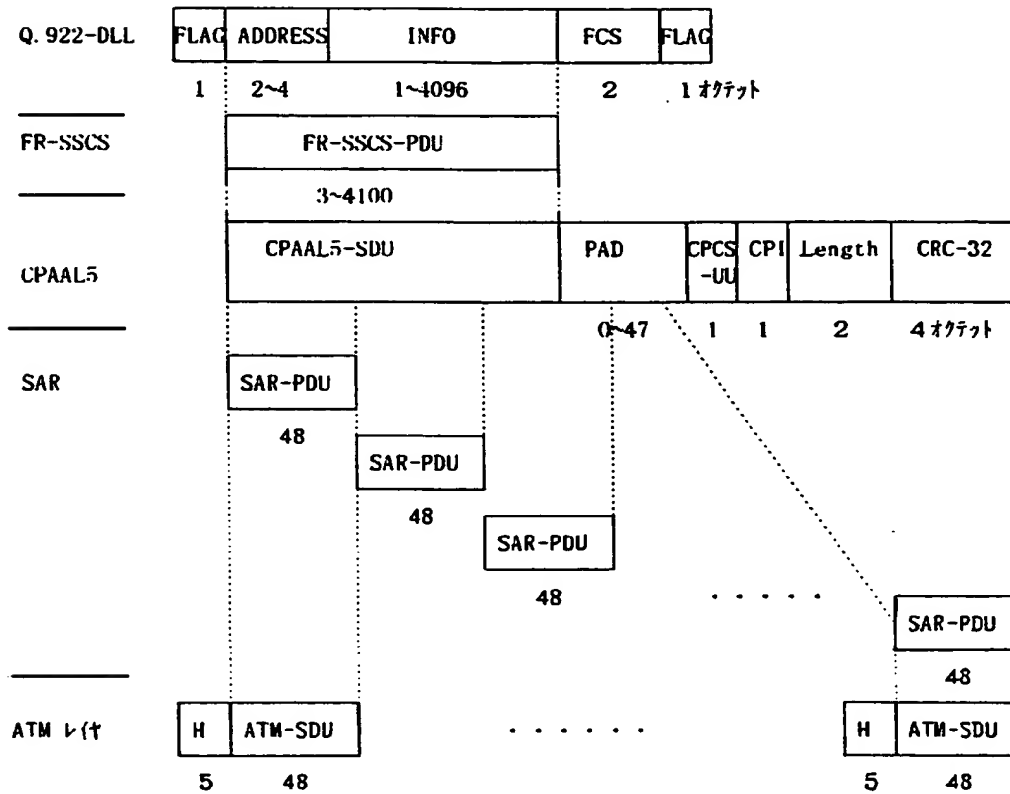 Q.922-DLL FLAG ADDRESS INFO FCS FLAG
1 2~4 1~4096 2 1オクテット
FR-SSCS FR-SSCS-PDU
3~4100
CPAAL5 CPAAL5-SDU PAD CPCS-UU CPI Length CRC-32
0~47 1 1 2 4オクテット
SAR SAR-PDU
48
SAR-PDU
48
SAR-PDU
48
SAR-PDU
48
ATM レイヤ H ATM-SDU H ATM-SDU
5 48 5 48